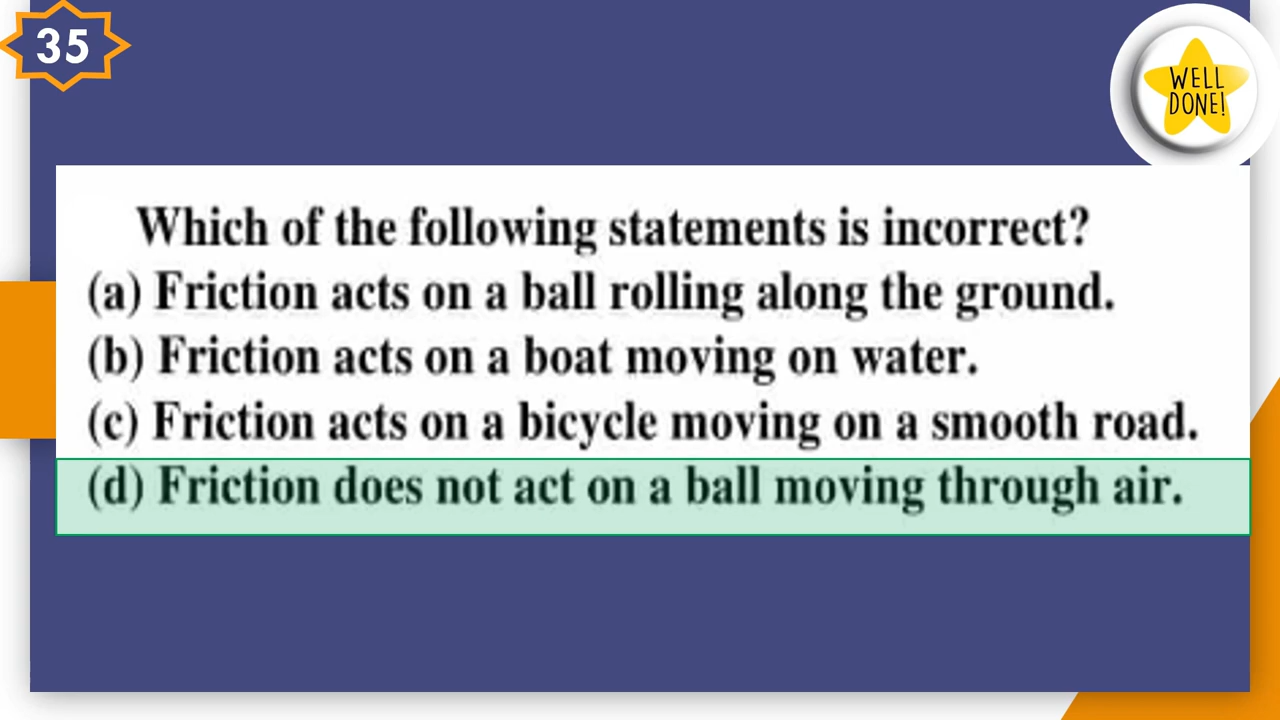 35
WELL
DONE!
Which of the following statements is incorrect?
(a) Friction acts on a ball rolling along the ground.
(b) Friction acts on a boat moving on water.
(c) Friction acts on a bicycle moving on a smooth road.
(d) Friction does not act on a ball moving through air.